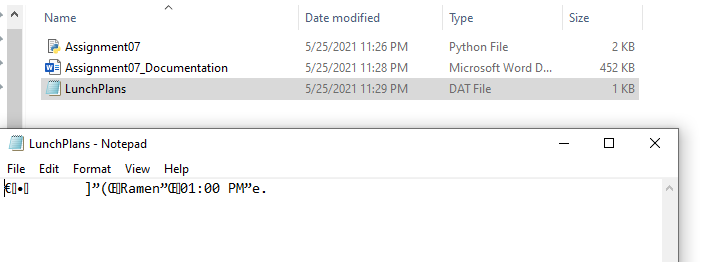 Name Date modified Type Size
Assignment07 5/25/2021 11:26 PM Python File 2 KB
Assignment07_Documentation 5/25/2021 11:28 PM Microsoft Word D... 452 KB
LunchPlans 5/25/2021 11:29 PM DAT File 1 KB
LunchPlans - Notepad
File Edit Format View Help
€▯•▯ ]”(Œ▯Ramen”Œ▯01:00 PM”e.